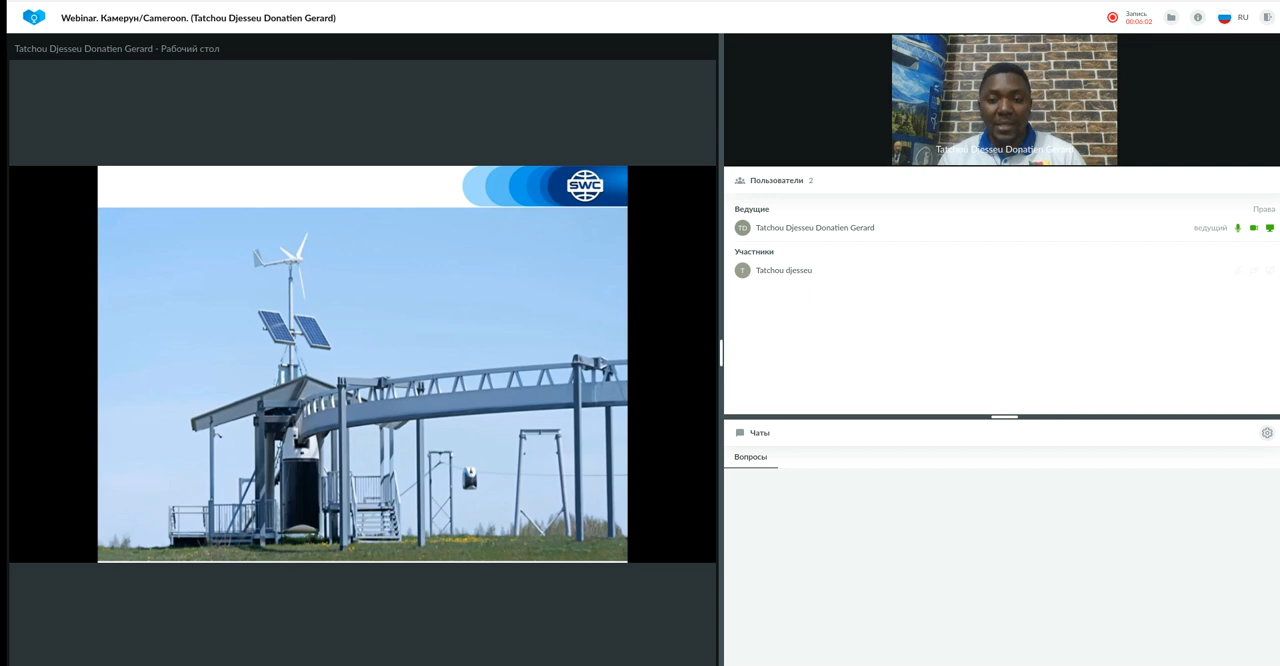 Webinar. Камерун/Cameroon. (Tatchou Djesseu Donatien Gerard)
Запись
00:06:02
RU
Tatchou Djesseu Donatien Gerard - Рабочий стол
SWC
Tatchou Djesseu Donatien Gerard
Пользователи 2
Ведущие Права
TD Tatchou Djesseu Donatien Gerard ведущий
Участники
T Tatchou djesseu
Чаты
Вопросы